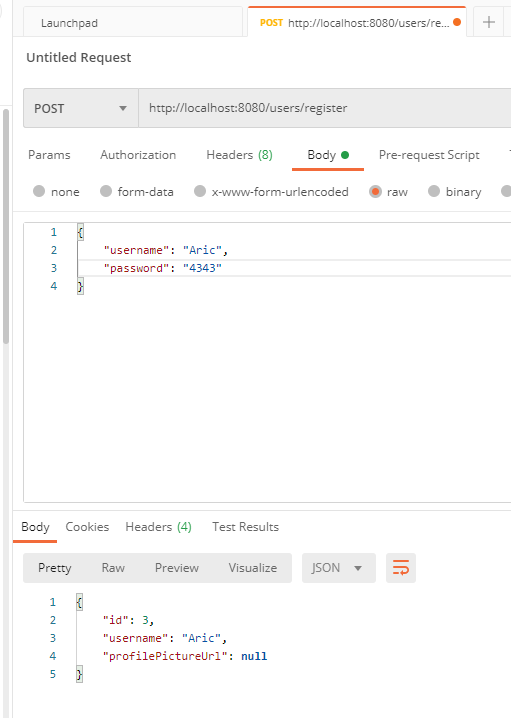 Launchpad
POST http://localhost:8080/users/re...
Untitled Request
POST http://localhost:8080/users/register
Params Authorization Headers (8) Body Pre-request Script
none form-data x-www-form-urlencoded raw binary
1 {
2 "username": "Aric",
3 "password": "4343"
4 }
Body Cookies Headers (4) Test Results
Pretty Raw Preview Visualize JSON
1 {
2 "id": 3,
3 "username": "Aric",
4 "profilePictureUrl": null
5 }